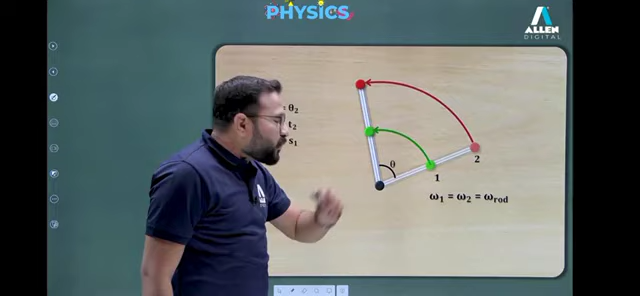 PHYSICS
ALLEN
DIGITAL
θ₂
t₂
s₁
θ
1
2
ω₁ = ω₂ = ω_rod